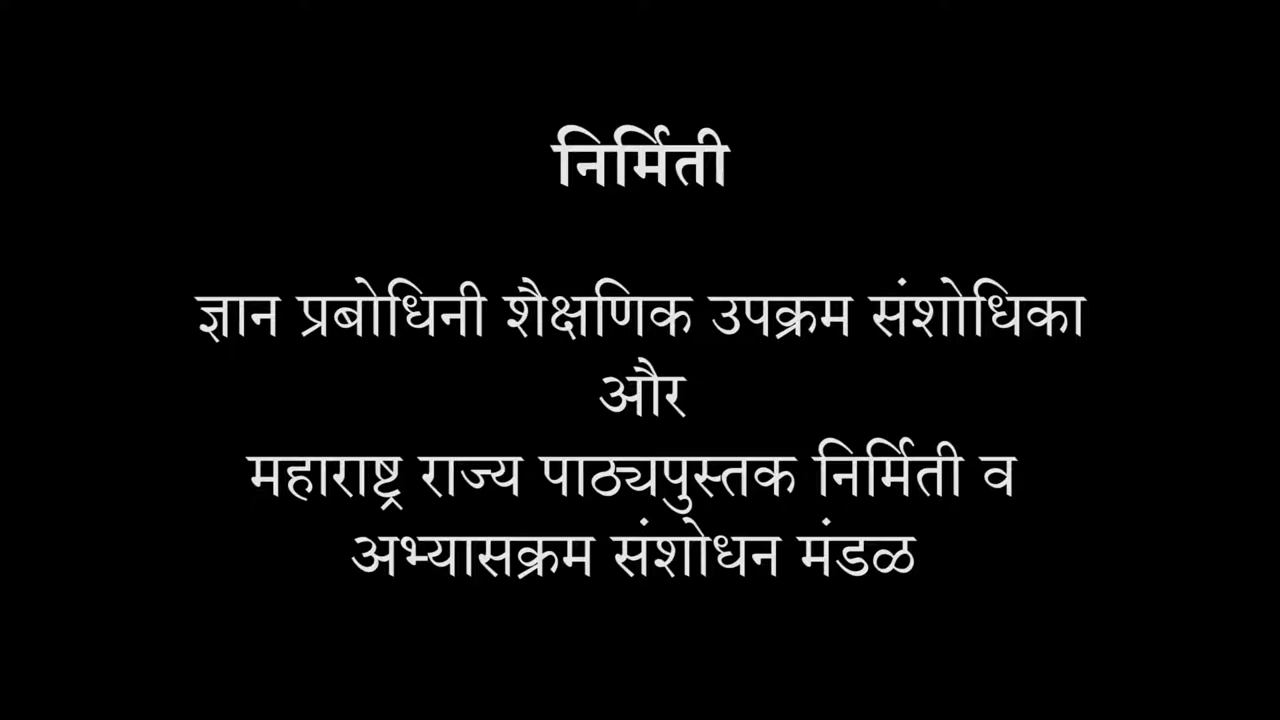 निर्मिती
ज्ञान प्रबोधिनी शैक्षणिक उपक्रम संशोधिका
और
महाराष्ट्र राज्य पाठ्यपुस्तक निर्मिती व
अभ्यासक्रम संशोधन मंडळ